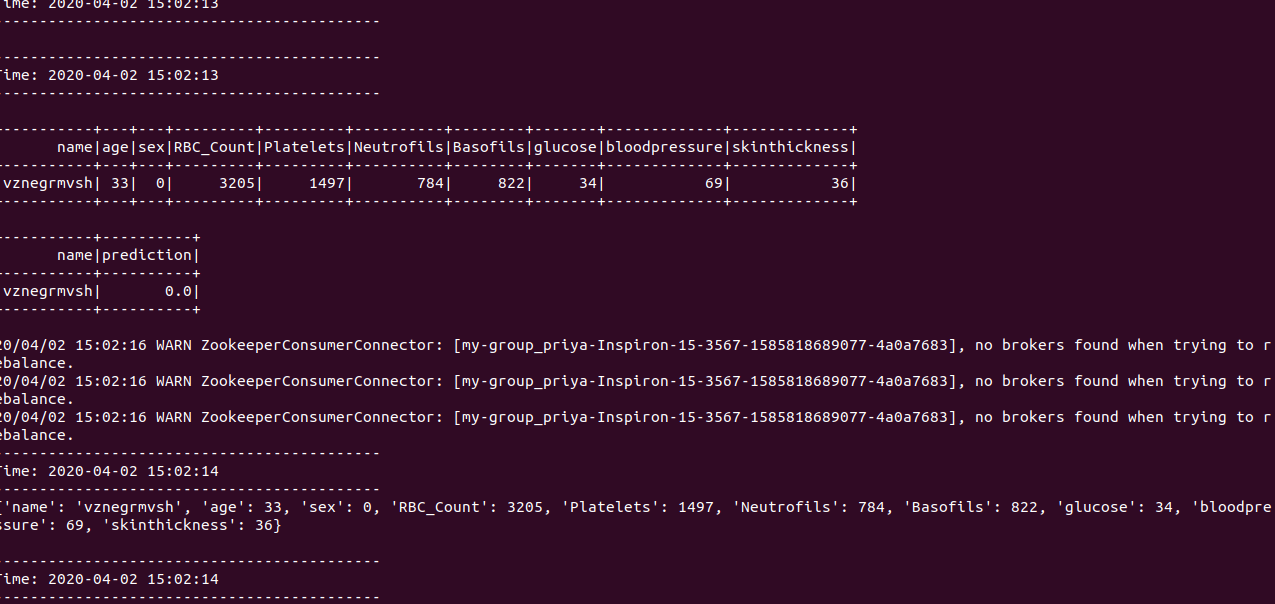 Time: 2020-04-02 15:02:13
-------------------------------------------
-------------------------------------------
Time: 2020-04-02 15:02:13
-------------------------------------------
-----------+---+---+---------+---------+----------+--------+-------+-------------+-------------+
name|age|sex|RBC_Count|Platelets|Neutrofils|Basofils|glucose|bloodpressure|skinthickness|
-----------+---+---+---------+---------+----------+--------+-------+-------------+-------------+
vznegrmvsh| 33| 0| 3205| 1497| 784| 822| 34| 69| 36|
-----------+---+---+---------+---------+----------+--------+-------+-------------+-------------+
-----------+----------+
name|prediction|
-----------+----------+
vznegrmvsh| 0.0|
-----------+----------+
20/04/02 15:02:16 WARN ZookeeperConsumerConnector: [my-group_priya-Inspiron-15-3567-1585818689077-4a0a7683], no brokers found when trying to r
ebalance.
20/04/02 15:02:16 WARN ZookeeperConsumerConnector: [my-group_priya-Inspiron-15-3567-1585818689077-4a0a7683], no brokers found when trying to r
ebalance.
20/04/02 15:02:16 WARN ZookeeperConsumerConnector: [my-group_priya-Inspiron-15-3567-1585818689077-4a0a7683], no brokers found when trying to r
ebalance.
-------------------------------------------
Time: 2020-04-02 15:02:14
-------------------------------------------
{'name': 'vznegrmvsh', 'age': 33, 'sex': 0, 'RBC_Count': 3205, 'Platelets': 1497, 'Neutrofils': 784, 'Basofils': 822, 'glucose': 34, 'bloodpre
ssure': 69, 'skinthickness': 36}
-------------------------------------------
Time: 2020-04-02 15:02:14
-------------------------------------------